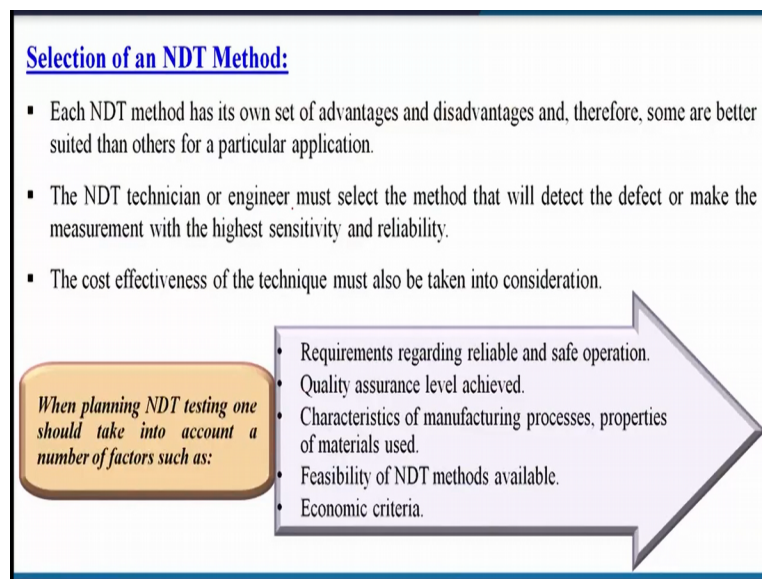 Selection of an NDT Method:
▪ Each NDT method has its own set of advantages and disadvantages and, therefore, some are better
suited than others for a particular application.
▪ The NDT technician or engineer must select the method that will detect the defect or make the
measurement with the highest sensitivity and reliability.
▪ The cost effectiveness of the technique must also be taken into consideration.
When planning NDT testing one
should take into account a
number of factors such as:
• Requirements regarding reliable and safe operation.
• Quality assurance level achieved.
• Characteristics of manufacturing processes, properties
of materials used.
• Feasibility of NDT methods available.
• Economic criteria.